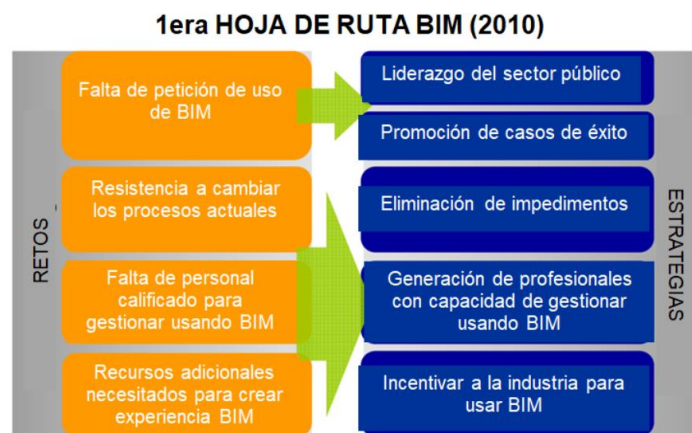 1era HOJA DE RUTA BIM (2010)
RETOS
Falta de petición de uso
de BIM
Resistencia a cambiar
los procesos actuales
Falta de personal
calificado para
gestionar usando BIM
Recursos adicionales
necesitados para crear
experiencia BIM
Liderazgo del sector público
Promoción de casos de éxito
Eliminación de impedimentos
Generación de profesionales
con capacidad de gestionar
usando BIM
Incentivar a la industria para
usar BIM
ESTRATEGIAS